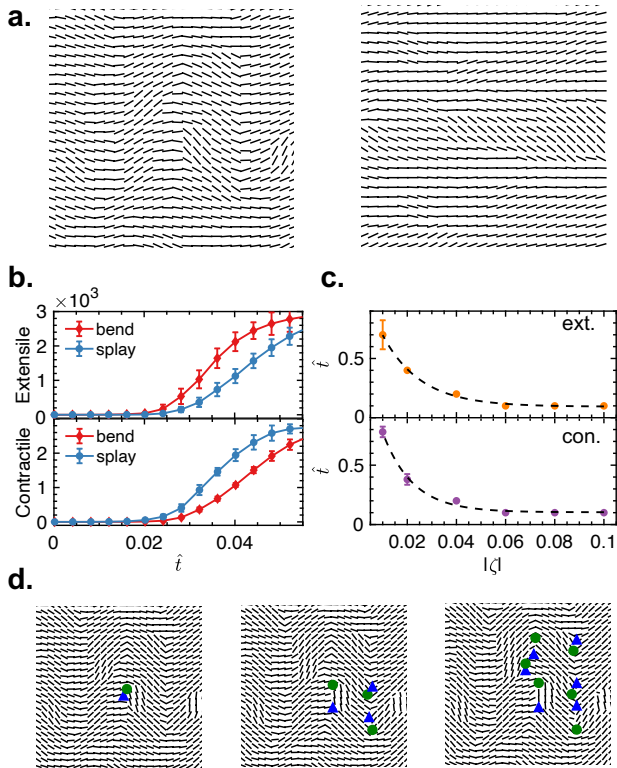 a.
b.
c.
×10³
3
2
1
0
Extensile
bend
splay
2
1
0
Contractile
bend
splay
0
0.02
0.04
t̂
ext.
0.5
0
t̂
con.
0.5
0
t̂
0.02
0.04
0.06
0.08
0.1
|ζ|
d.